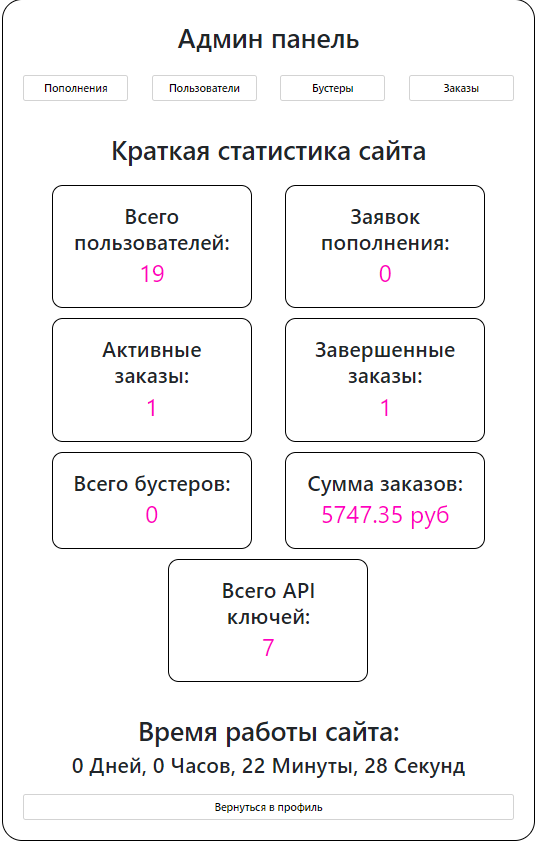 Админ панель
Пополнения
Пользователи
Бустеры
Заказы
Краткая статистика сайта
Всего
пользователей:
19
Заявок
пополнения:
0
Активные
заказы:
1
Завершенные
заказы:
1
Всего бустеров:
0
Сумма заказов:
5747.35 руб
Всего API
ключей:
7
Время работы сайта:
0 Дней, 0 Часов, 22 Минуты, 28 Секунд
Вернуться в профиль